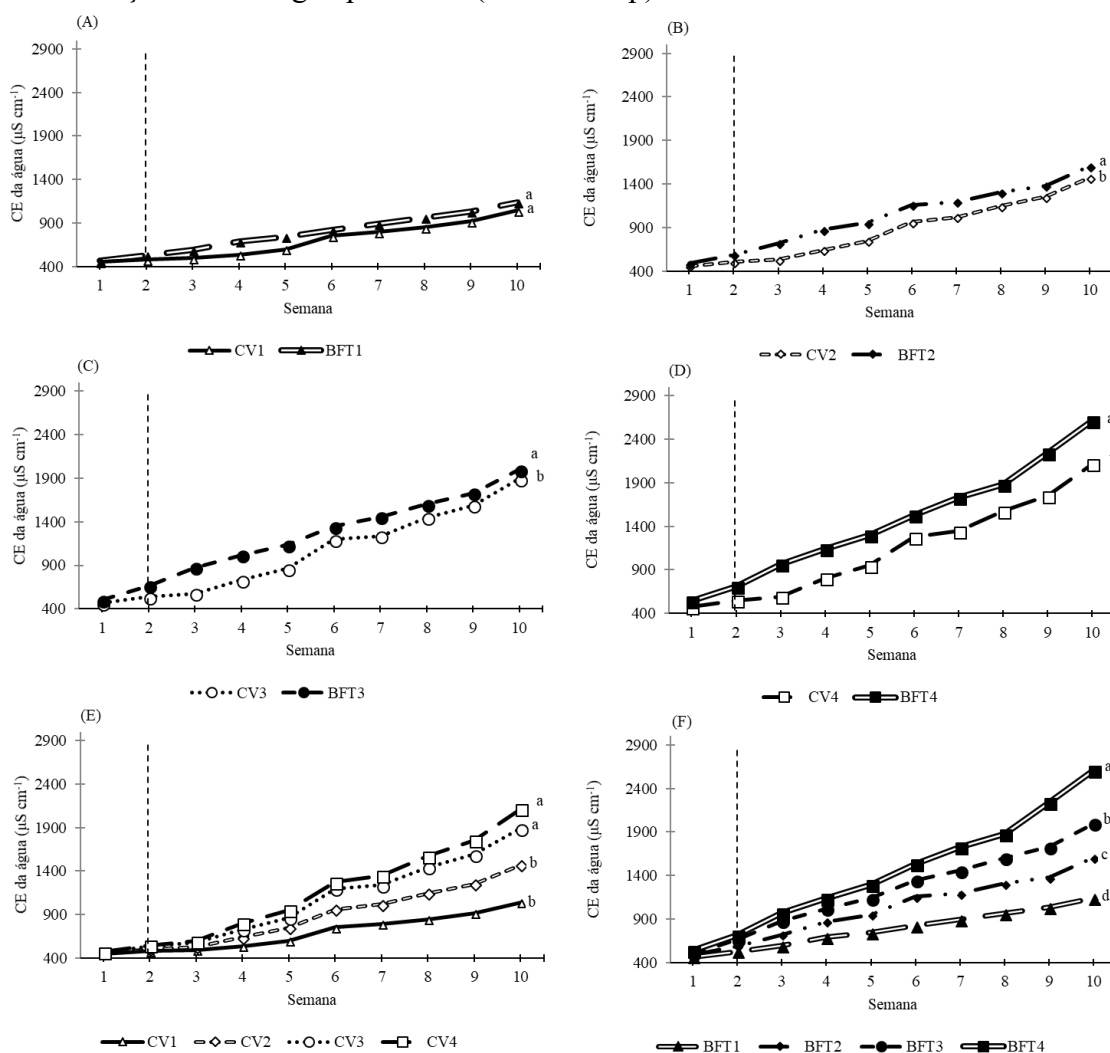 (A)
2900
2400
1900
1400
900
400
CE da água (µS cm-1)
a
a
1 2 3 4 5 6 7 8 9 10
Semana
CV1 BFT1
(B)
2900
2400
1900
1400
900
400
CE da água (µS cm-1)
a
b
1 2 3 4 5 6 7 8 9 10
Semana
CV2 BFT2
(C)
2900
2400
1900
1400
900
400
CE da água (µS cm-1)
a
b
1 2 3 4 5 6 7 8 9 10
Semana
CV3 BFT3
(D)
2900
2400
1900
1400
900
400
CE da água (µS cm-1)
a
1 2 3 4 5 6 7 8 9 10
Semana
CV4 BFT4
(E)
2900
2400
1900
1400
900
400
CE da água (µS cm-1)
a
a
b
b
1 2 3 4 5 6 7 8 9 10
Semana
CV1 CV2 CV3 CV4
(F)
2900
2400
1900
1400
900
400
CE da água (µS cm-1)
a
b
c
d
1 2 3 4 5 6 7 8 9 10
Semana
BFT1 BFT2 BFT3 BFT4